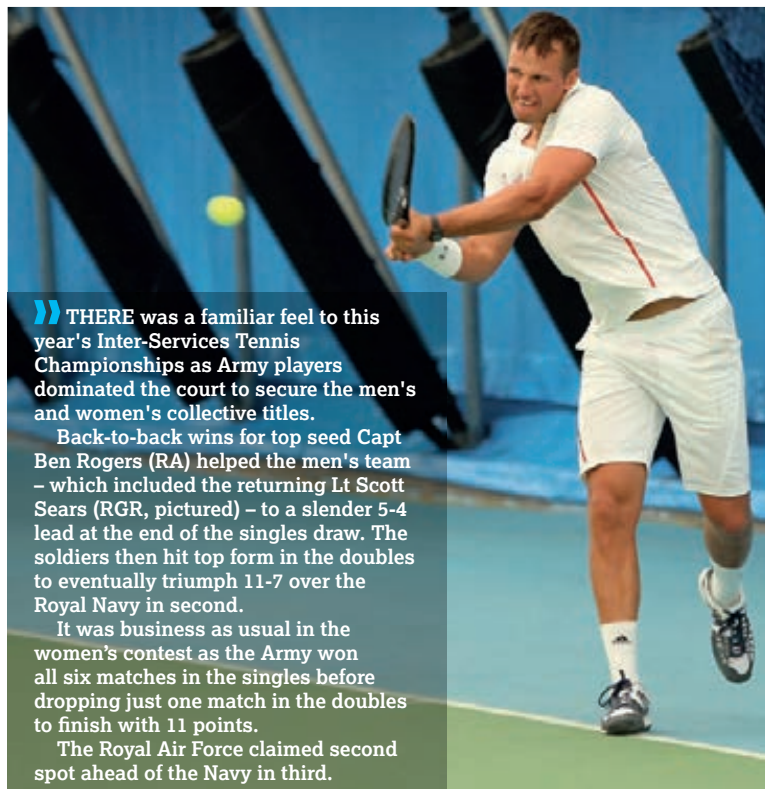 THERE was a familiar feel to this
year's Inter-Services Tennis
Championships as Army players
dominated the court to secure the men's
and women's collective titles.
Back-to-back wins for top seed Capt
Ben Rogers (RA) helped the men's team
– which included the returning Lt Scott
Sears (RGR, pictured) – to a slender 5-4
lead at the end of the singles draw. The
soldiers then hit top form in the doubles
to eventually triumph 11-7 over the
Royal Navy in second.
It was business as usual in the
women’s contest as the Army won
all six matches in the singles before
dropping just one match in the doubles
to finish with 11 points.
The Royal Air Force claimed second
spot ahead of the Navy in third.